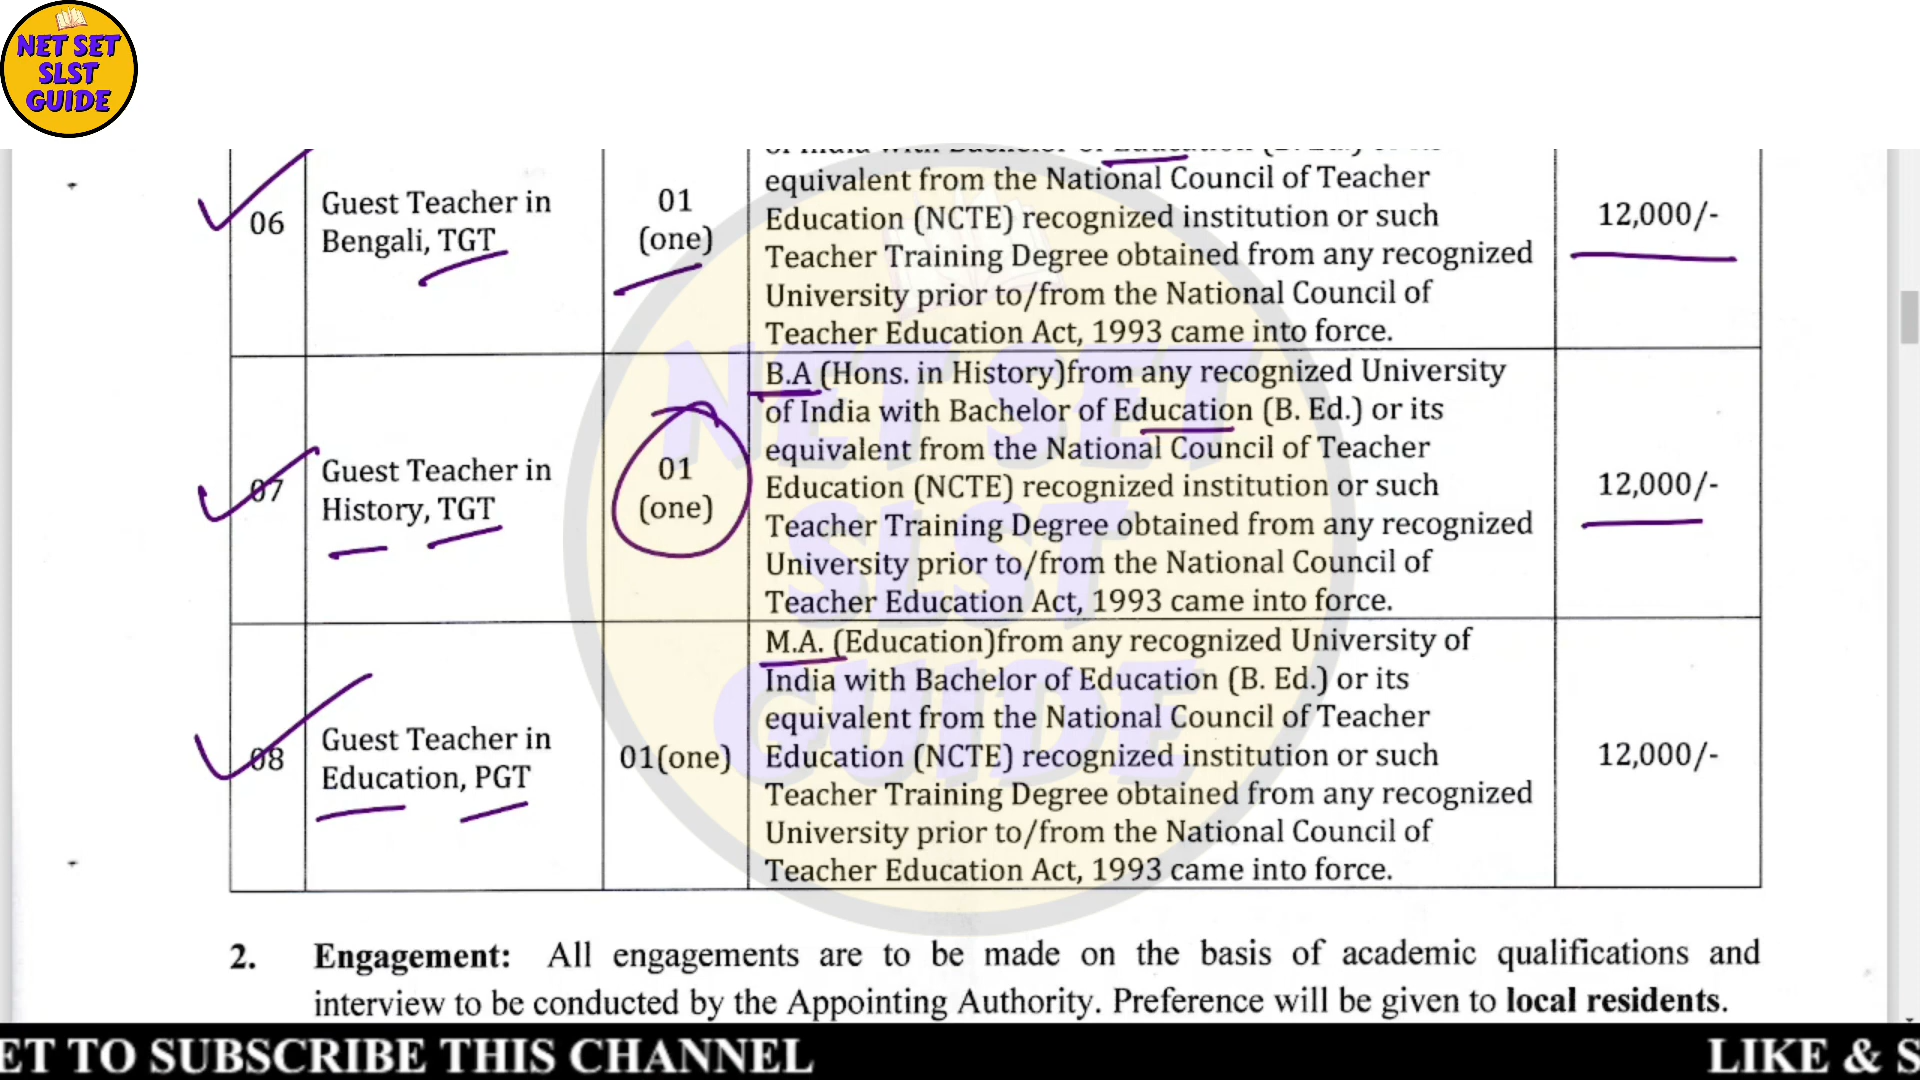 NET SET
SLST
GUIDE
equivalent from the National Council of Teacher
Education (NCTE) recognized institution or such
Teacher Training Degree obtained from any recognized
University prior to/from the National Council of
Teacher Education Act, 1993 came into force.
06
Guest Teacher in
Bengali, TGT
01
(one)
12,000/-
07
Guest Teacher in
History, TGT
01
(one)
B.A (Hons. in History)from any recognized University
of India with Bachelor of Education (B. Ed.) or its
equivalent from the National Council of Teacher
Education (NCTE) recognized institution or such
Teacher Training Degree obtained from any recognized
University prior to/from the National Council of
Teacher Education Act, 1993 came into force.
12,000/-
08
Guest Teacher in
Education, PGT
01(one)
M.A. (Education)from any recognized University of
India with Bachelor of Education (B. Ed.) or its
equivalent from the National Council of Teacher
Education (NCTE) recognized institution or such
Teacher Training Degree obtained from any recognized
University prior to/from the National Council of
Teacher Education Act, 1993 came into force.
12,000/-
NET SET
SLST
GUIDE
2. Engagement: All engagements are to be made on the basis of academic qualifications and
interview to be conducted by the Appointing Authority. Preference will be given to local residents.
ET TO SUBSCRIBE THIS CHANNEL LIKE & S